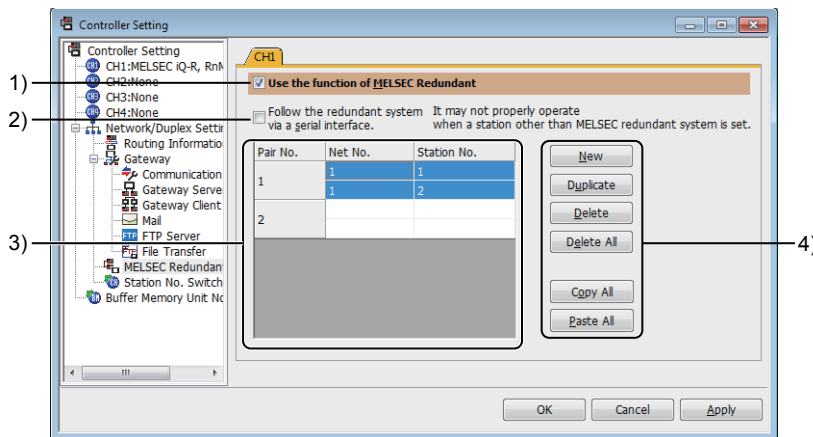 Controller Setting
Controller Setting
CH1:MELSEC iQ-R, RnM
CH2:None
CH3:None
CH4:None
Network/Duplex Settin
Routing Informatio
Gateway
Communication
Gateway Serve
Gateway Client
Mail
FTP Server
File Transfer
MELSEC Redundan
Station No. Switch
Buffer Memory Unit No
CH1
1)
Use the function of MELSEC Redundant
2)
Follow the redundant system
via a serial interface.
It may not properly operate
when a station other than MELSEC redundant system is set.
3)
Pair No. Net No. Station No.
1 1 1
1 2
2
New
Duplicate
Delete
Delete All
Copy All
Paste All
4)
OK Cancel Apply